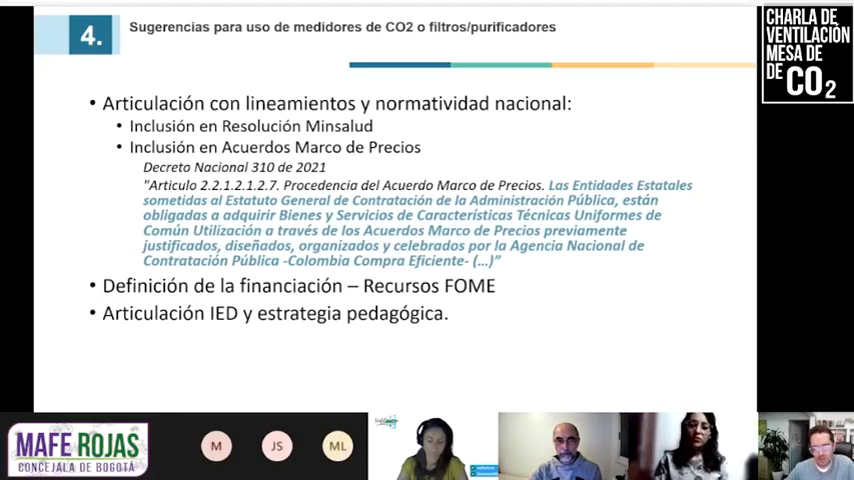 4.
Sugerencias para uso de medidores de CO2 o filtros/purificadores
CHARLA DE
VENTILACIÓN
MESA DE
DE CO2
• Articulación con lineamientos y normatividad nacional:
• Inclusión en Resolución Minsalud
• Inclusión en Acuerdos Marco de Precios
Decreto Nacional 310 de 2021
"Articulo 2.2.1.2.1.2.7. Procedencia del Acuerdo Marco de Precios. Las Entidades Estatales
sometidas al Estatuto General de Contratación de la Administración Pública, están
obligadas a adquirir Bienes y Servicios de Características Técnicas Uniformes de
Común Utilización a través de los Acuerdos Marco de Precios previamente
justificados, diseñados, organizados y celebrados por la Agencia Nacional de
Contratación Pública -Colombia Compra Eficiente- (...)”
• Definición de la financiación – Recursos FOME
• Articulación IED y estrategia pedagógica.
MAFE ROJAS
CONCEJALA DE BOGOTÁ
M
JS
ML